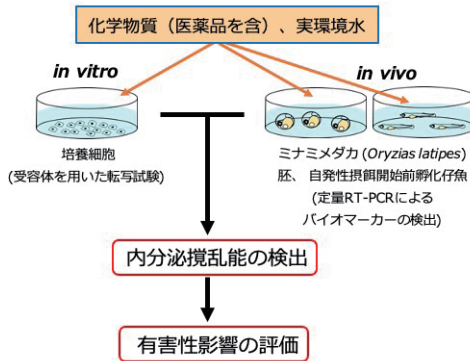 化学物質（医薬品を含）、実環境水
in vitro
in vivo
培養細胞
(受容体を用いた転写試験)
ミナミメダカ (Oryzias latipes)
胚、 自発性摂餌開始前孵化仔魚
(定量RT-PCRによる
バイオマーカーの検出)
内分泌撹乱能の検出
有害性影響の評価